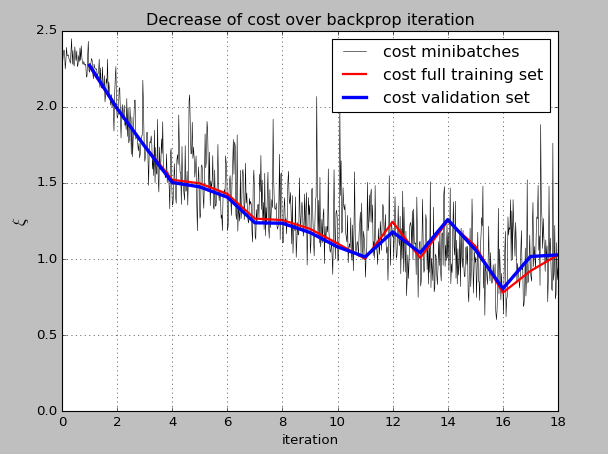 Decrease of cost over backprop iteration
cost minibatches
cost full training set
cost validation set
ξ
2.5
2.0
1.5
1.0
0.5
0.0
0 2 4 6 8 10 12 14 16 18
iteration